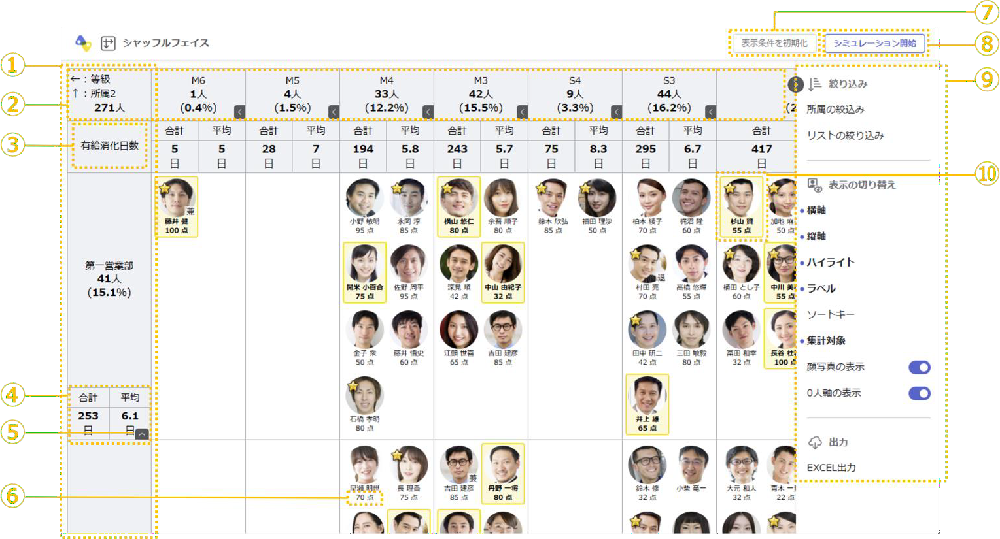 ⑦
シャッフルフェイス
表示条件を初期化
シミュレーション開始
⑧
①
②
③
④
⑤
⑥
⑨
⑩
←：等級
↑：所属2
271人
M6
1人
(0.4%)
M5
4人
(1.5%)
M4
33人
(12.2%)
M3
42人
(15.5%)
S4
9人
(3.3%)
S3
44人
(16.2%)
(2
有給消化日数
合計 平均 合計 平均 合計 平均 合計 平均 合計 平均 合計 平均 合計
5 5 28 7 194 5.8 243 5.7 75 8.3 295 6.7 417
日 日 日 日 日 日 日 日 日 日 日 日 日
第一営業部
41人
(15.1%)
合計 平均
253 6.1
日 日
兼
藤井 健
100 点
小野 敏明
95 点
永岡 淳
85 点
横山 悠仁
80 点
余吾 順子
80 点
鈴木 欣弘
85 点
福田 理沙
50 点
柏木 綾子
70 点
梶沼 隆
60 点
杉山 賢
55 点
加地 麻
50 点
開米 小百合
75 点
佐野 周平
95 点
深見 順
42 点
中山 由紀子
32 点
退
村田 亮
70 点
高橋 悠輝
55 点
植田 とし子
60 点
中川 美
55 点
金子 衆
50 点
藤井 悟史
60 点
江頭 世喜
65 点
吉田 建彦
85 点
田中 研二
42 点
三田 敏毅
80 点
冨田 和幸
32 点
長谷 壮
100 点
石橋 孝明
80 点
井上 雄
65 点
早瀬 明世
70 点
長 理香
75 点
兼
吉田 建彦
85 点
丹野 一将
80 点
鈴木 修
32 点
小柴 竜一
大元 和人
32 点
青木 一
22 点
絞り込み
所属の絞込み
リストの絞り込み
表示の切り替え
横軸
縦軸
ハイライト
ラベル
ソートキー
集計対象
顔写真の表示
0人軸の表示
出力
EXCEL出力